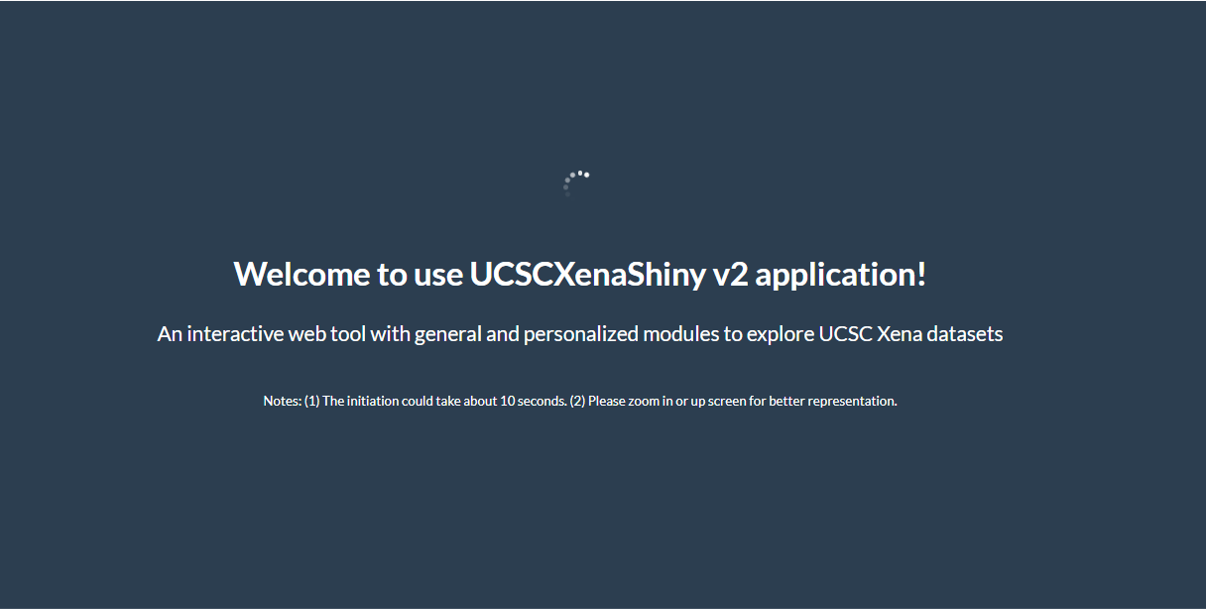 Welcome to use UCSCXenaShiny v2 application!
An interactive web tool with general and personalized modules to explore UCSC Xena datasets
Notes: (1) The initiation could take about 10 seconds. (2) Please zoom in or up screen for better representation.